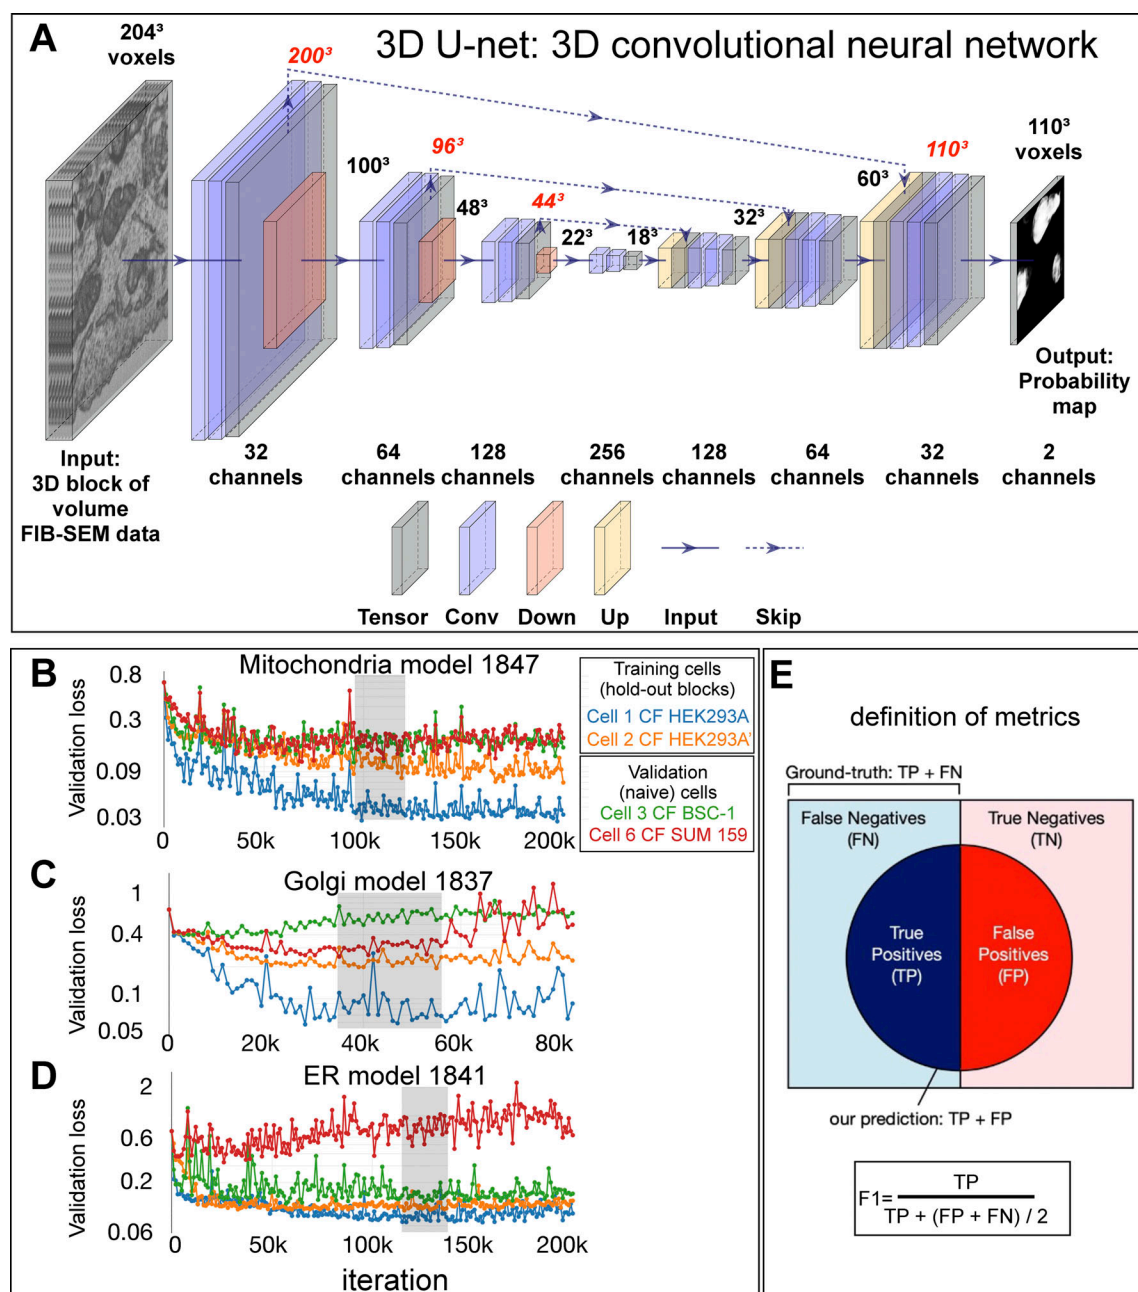 A
3D U-net: 3D convolutional neural network
204³
voxels
200³
100³
96³
48³
44³
22³
18³
32³
60³
110³
110³
voxels
Output:
Probability
map
Input:
3D block of
volume
FIB-SEM data
32
channels
64
channels
128
channels
256
channels
128
channels
64
channels
32
channels
2
channels
Tensor
Conv
Down
Up
Input
Skip
B
Mitochondria model 1847
Validation loss
0.8
0.3
0.09
0.03
0
50k
100k
150k
200k
Training cells
(hold-out blocks)
Cell 1 CF HEK293A
Cell 2 CF HEK293A'
Validation
(naive) cells
Cell 3 CF BSC-1
Cell 6 CF SUM 159
C
Golgi model 1837
Validation loss
1
0.4
0.1
0.05
0
20k
40k
60k
80k
D
ER model 1841
Validation loss
2
0.6
0.2
0.06
0
50k
100k
150k
200k
iteration
E
definition of metrics
Ground-truth: TP + FN
False Negatives
(FN)
True Negatives
(TN)
True
Positives
(TP)
False
Positives
(FP)
our prediction: TP + FP
F1= TP
TP + (FP + FN) / 2